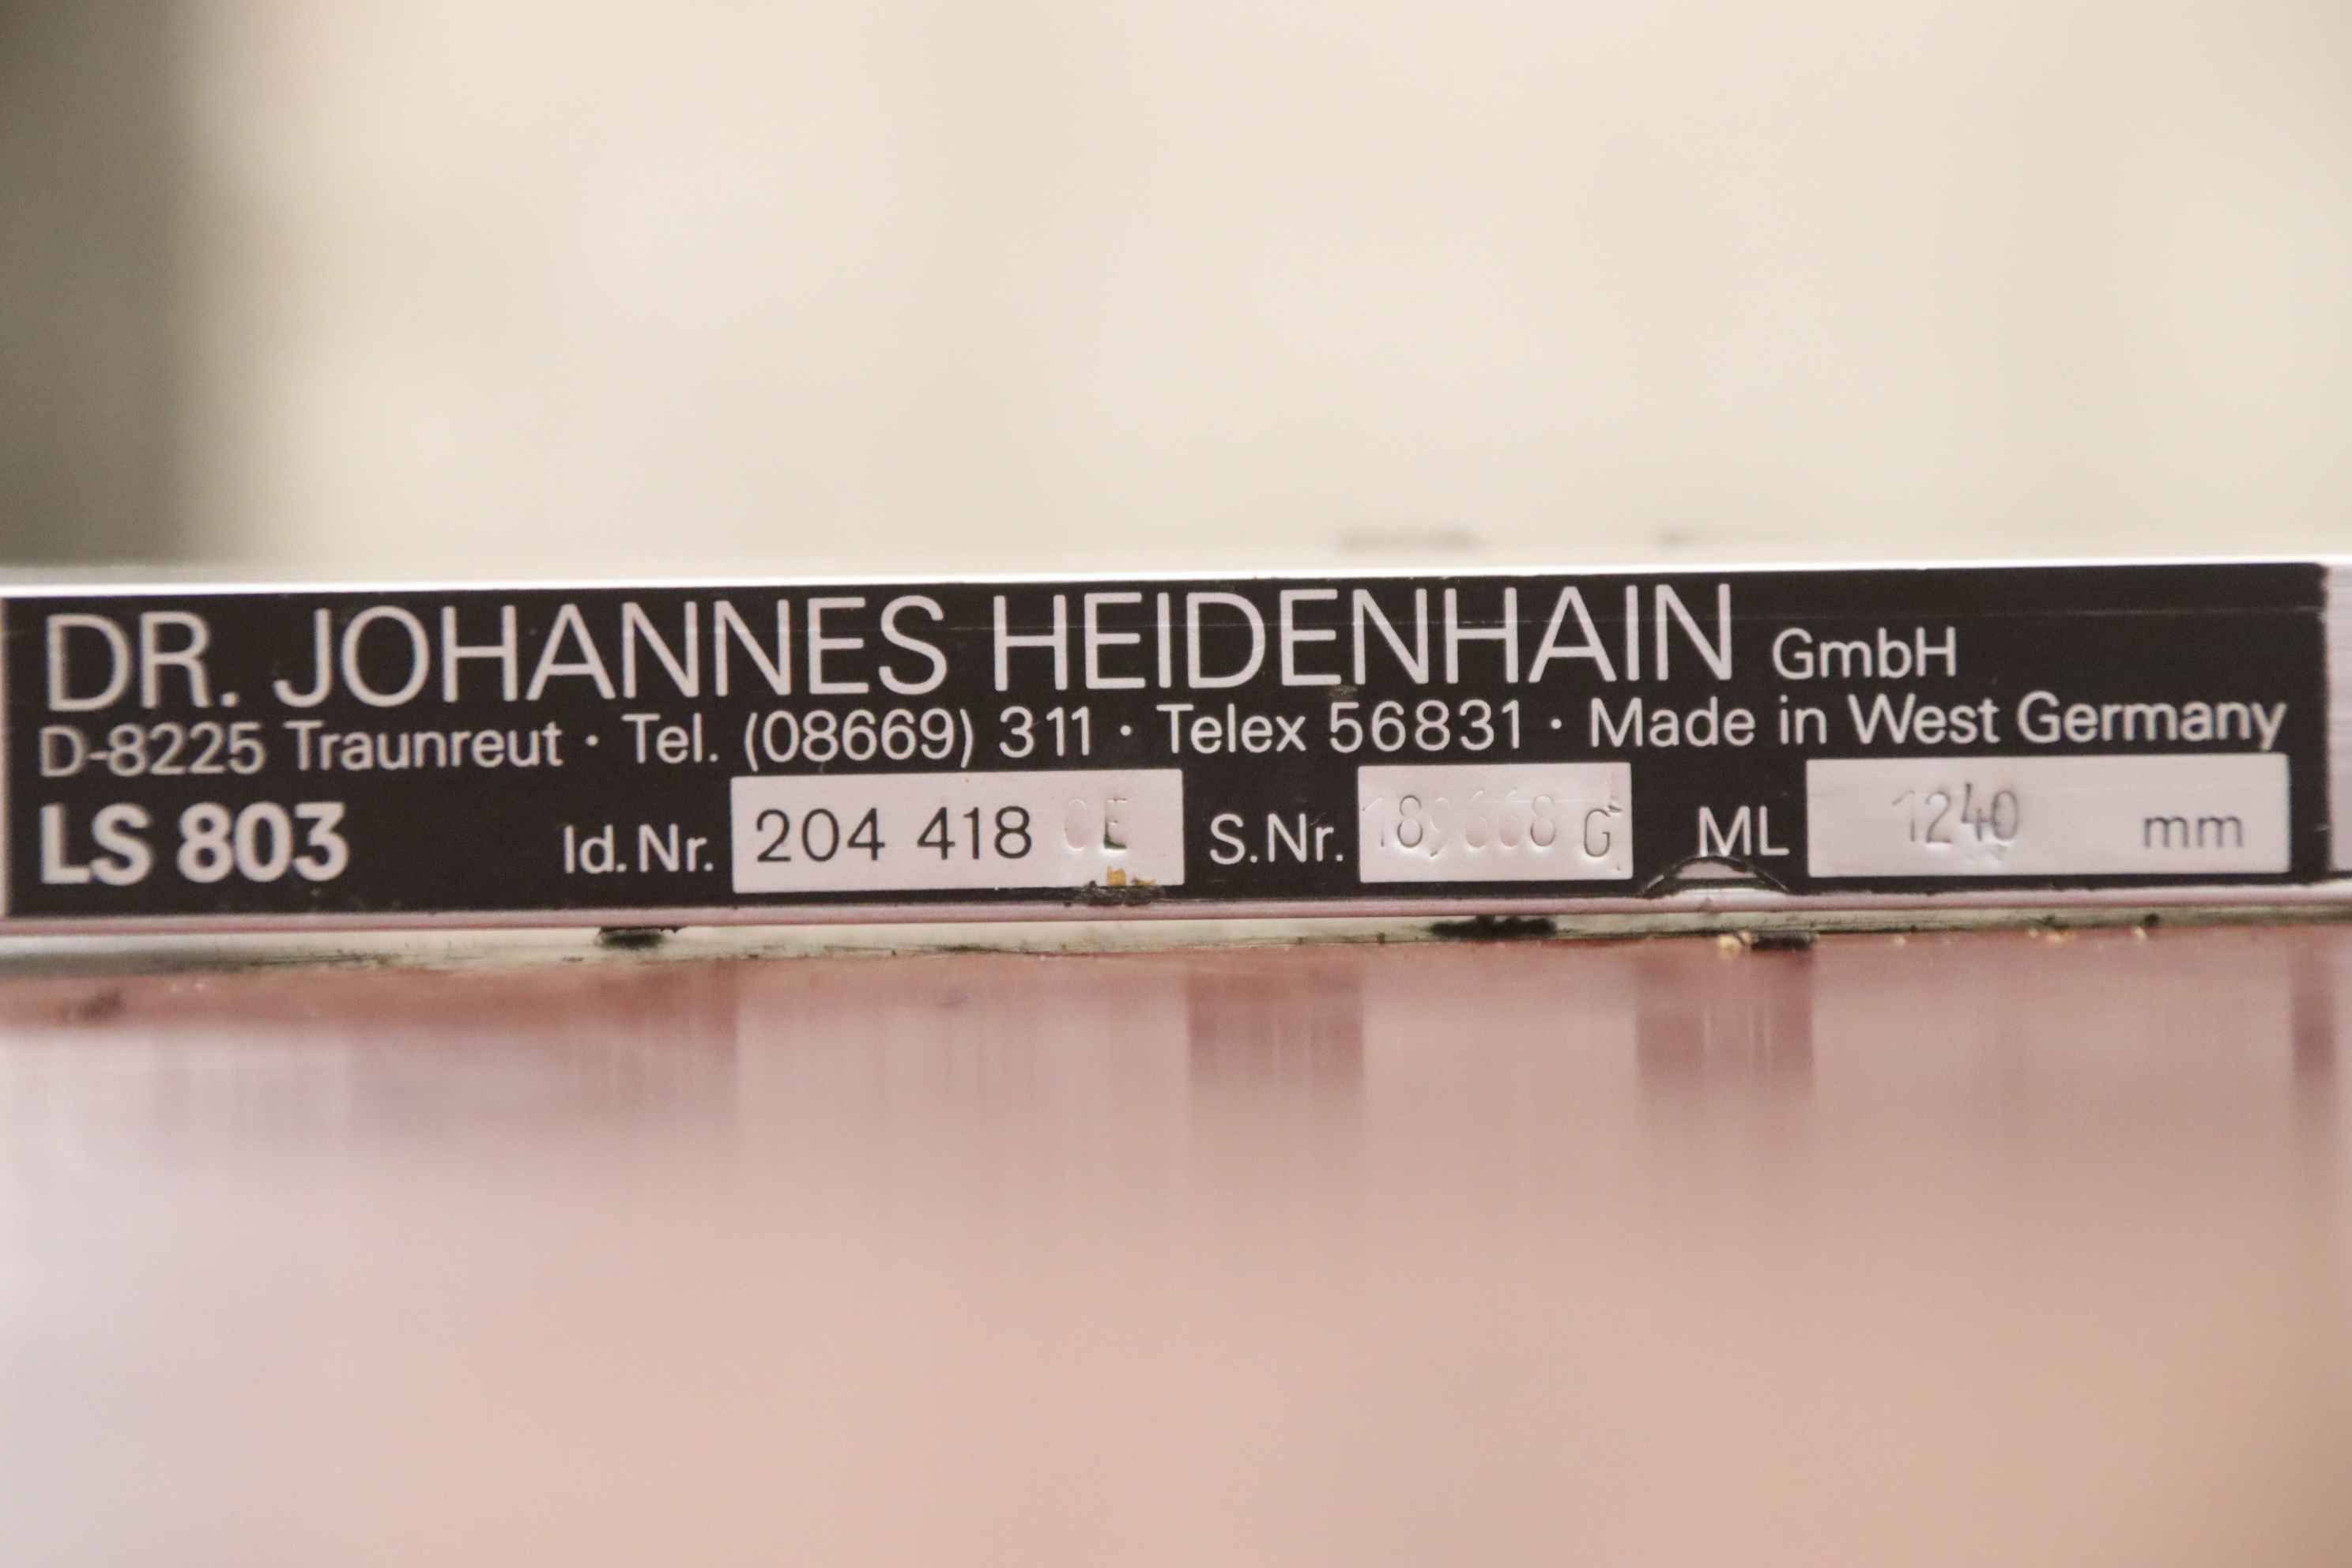 DR. JOHANNES HEIDENHAIN GmbH
D-8225 Traunreut · Tel. (08669) 311 · Telex 56831 · Made in West Germany
LS 803 Id.Nr. 204 418 S.Nr. ML 1240 mm